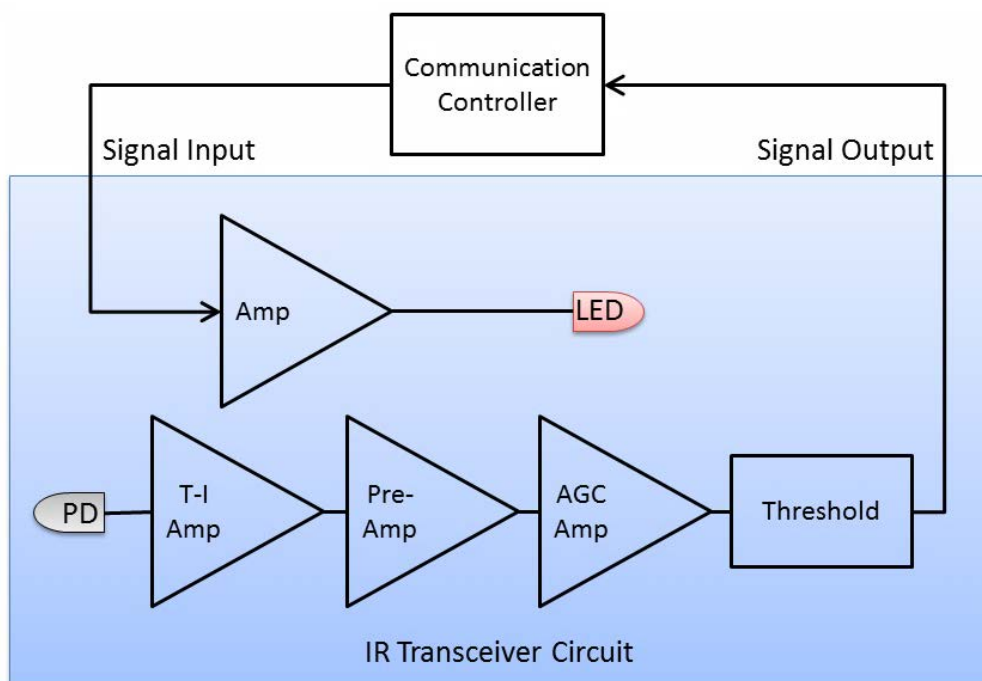 Communication
Controller
Signal Input
Signal Output
Amp
LED
PD
T-I
Amp
Pre-
Amp
AGC
Amp
Threshold
IR Transceiver Circuit